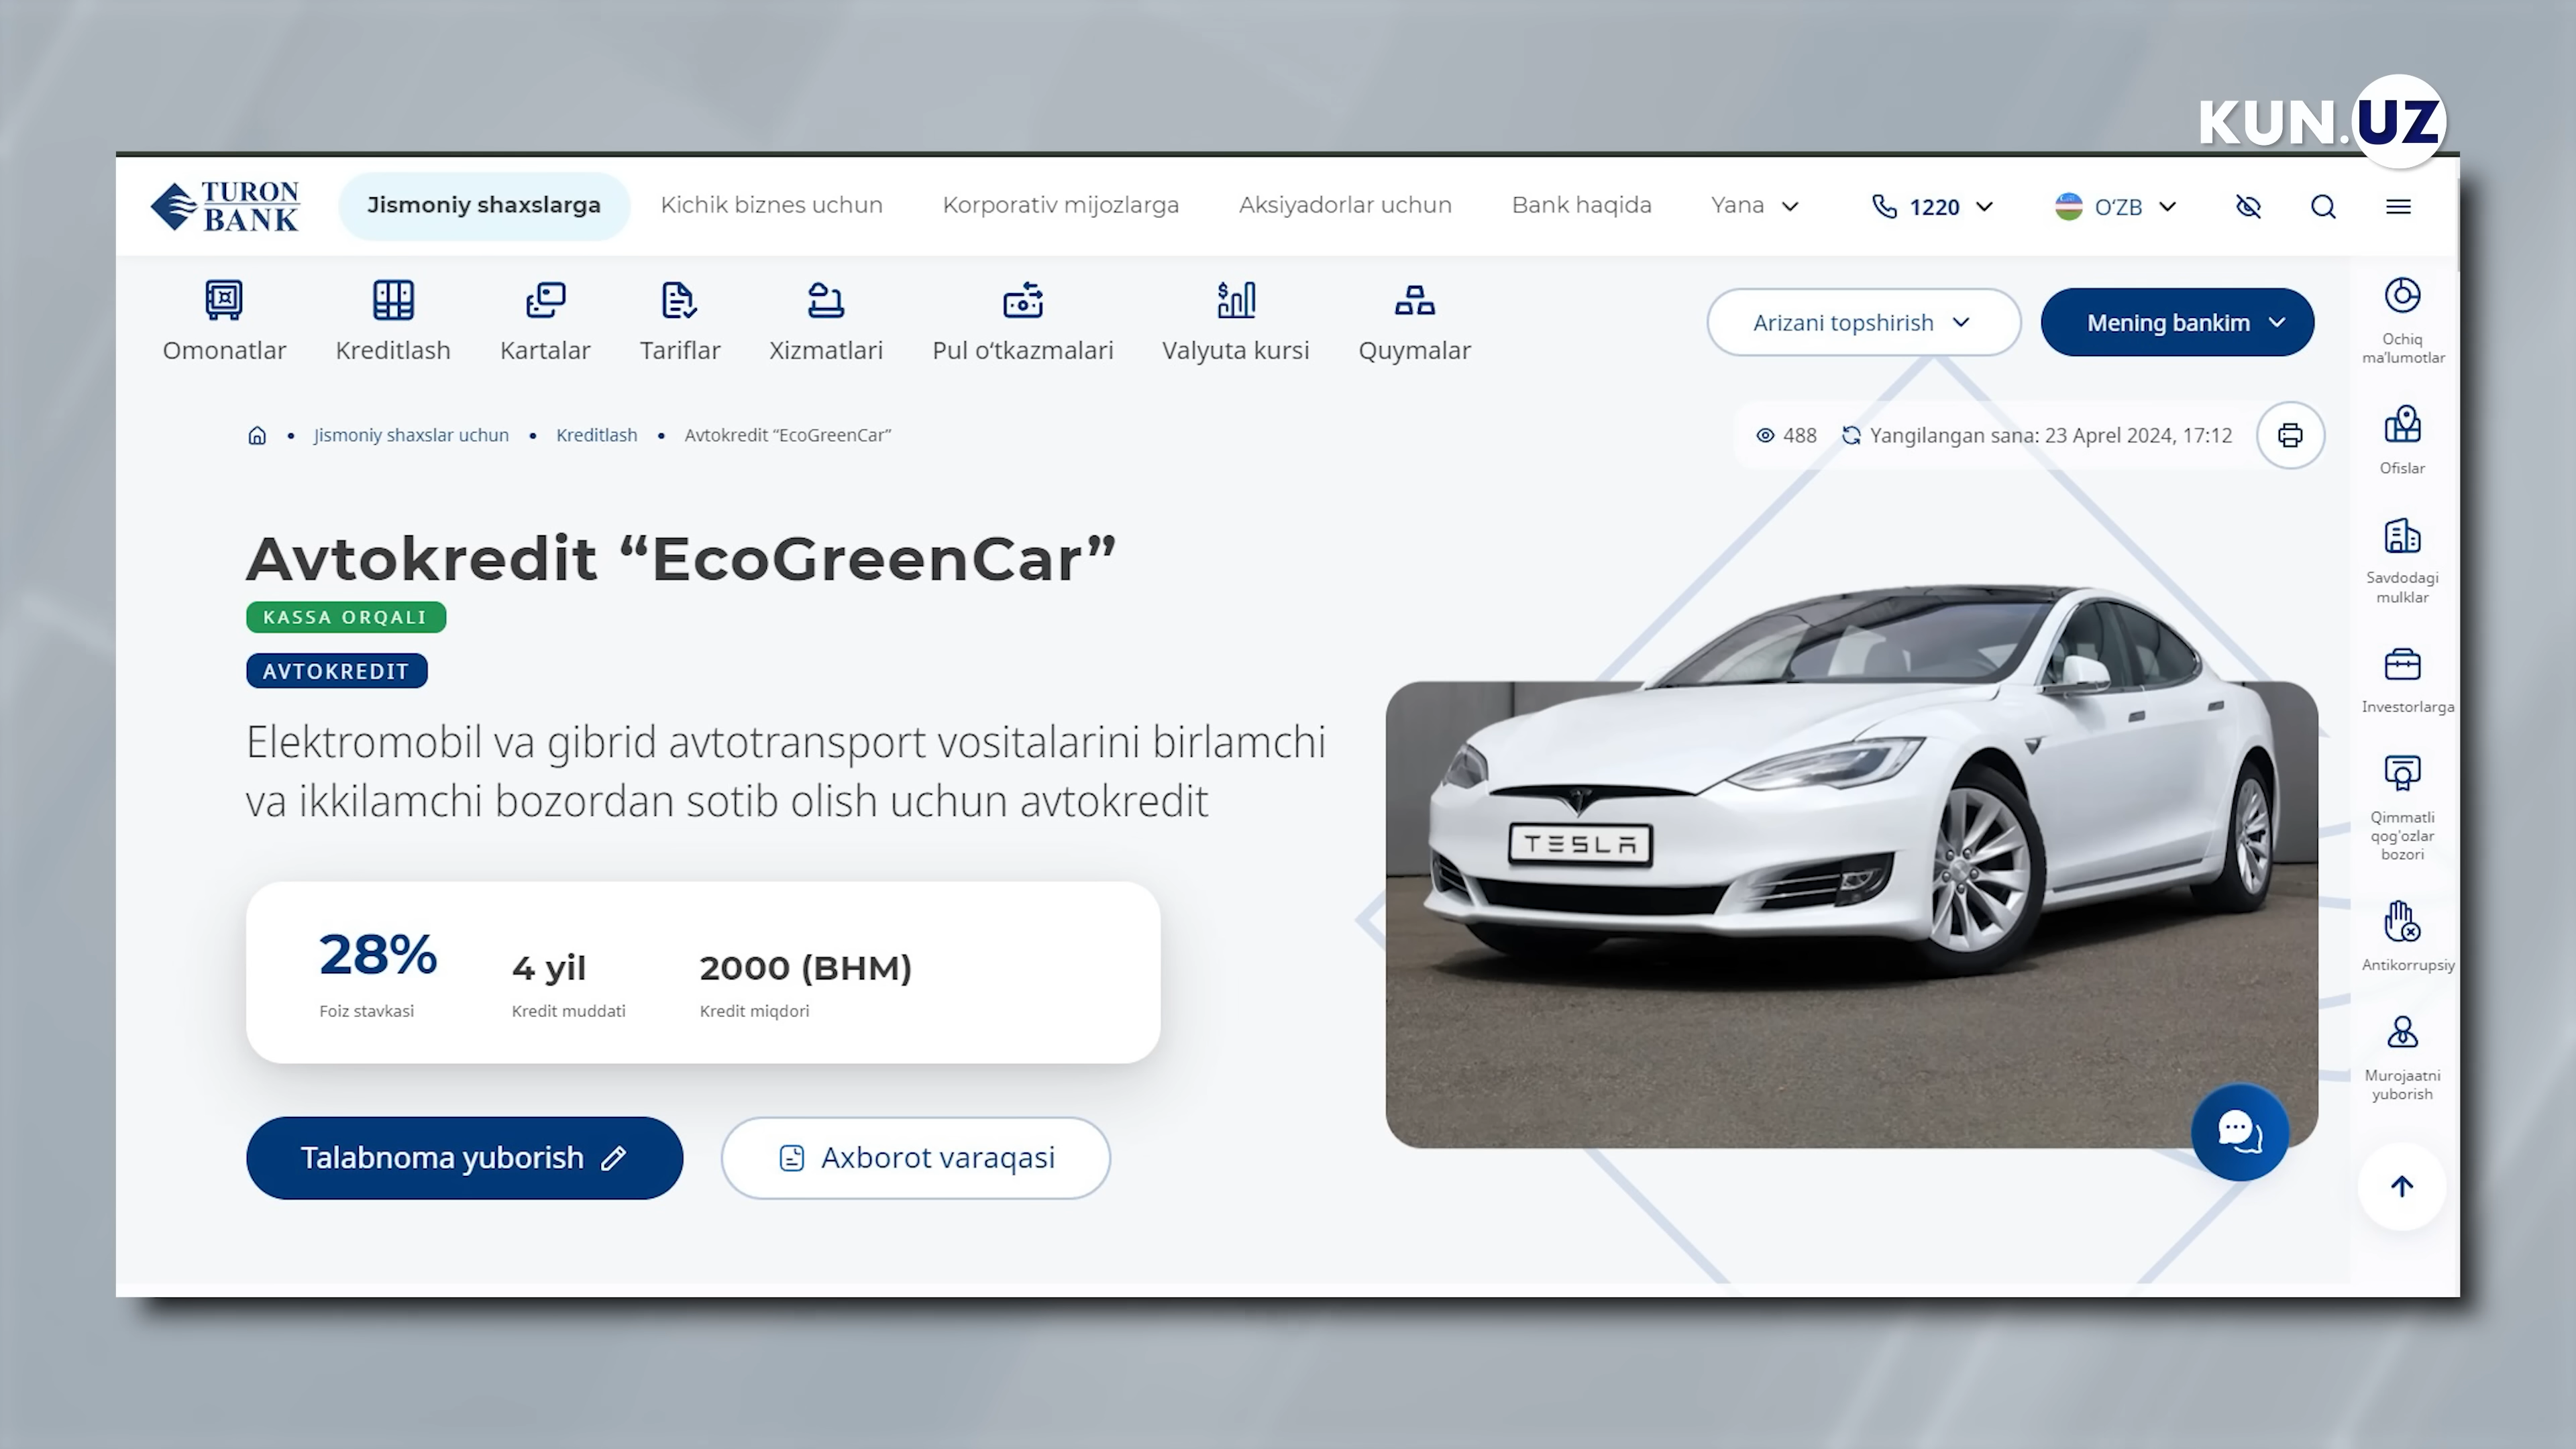 KUN.UZ
TURON
BANK
Jismoniy shaxslarga
Kichik biznes uchun
Korporativ mijozlarga
Aksiyadorlar uchun
Bank haqida
Yana
1220
O‘ZB
Omonatlar
Kreditlash
Kartalar
Tariflar
Xizmatlari
Pul o‘tkazmalari
Valyuta kursi
Quymalar
Arizani topshirish
Mening bankim
Jismoniy shaxslar uchun • Kreditlash • Avtokredit “EcoGreenCar”
488
Yangilangan sana: 23 Aprel 2024, 17:12
Avtokredit “EcoGreenCar”
KASSA ORQALI
AVTOKREDIT
Elektromobil va gibrid avtotransport vositalarini birlamchi
va ikkilamchi bozordan sotib olish uchun avtokredit
28%
Foiz stavkasi
4 yil
Kredit muddati
2000 (BHM)
Kredit miqdori
Talabnoma yuborish
Axborot varaqasi
TESLA
Ochiq
ma’lumotlar
Ofislar
Savdodagi
mulklar
Investorlarga
Qimmatli
qog‘ozlar
bozori
Antikorrupsiy
Murojaatni
yuborish